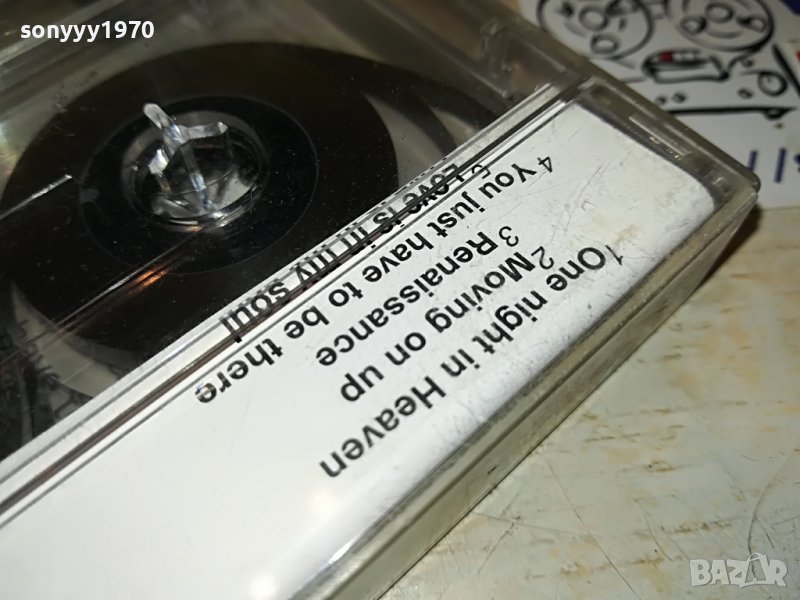 sonyyy1970
1 One night in Heaven
2 Moving on up
3 Renaissance
4 You just have to be there
5 Love is in my soul
BAZAR